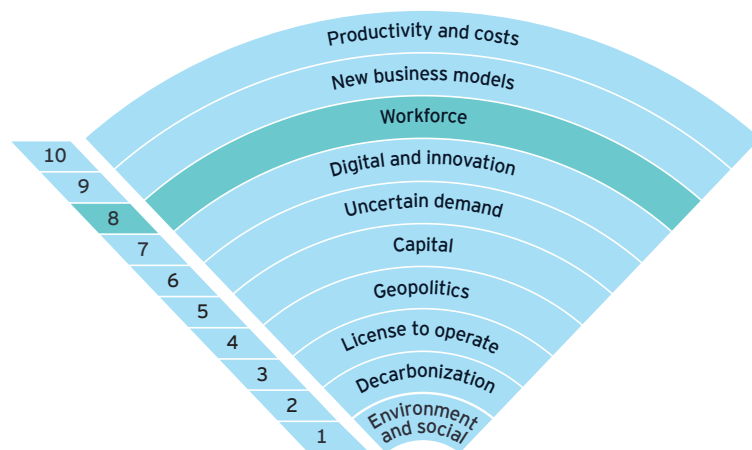 Productivity and costs
New business models
Workforce
Digital and innovation
Uncertain demand
Capital
Geopolitics
License to operate
Decarbonization
Environment
and social
10
9
8
7
6
5
4
3
2
1